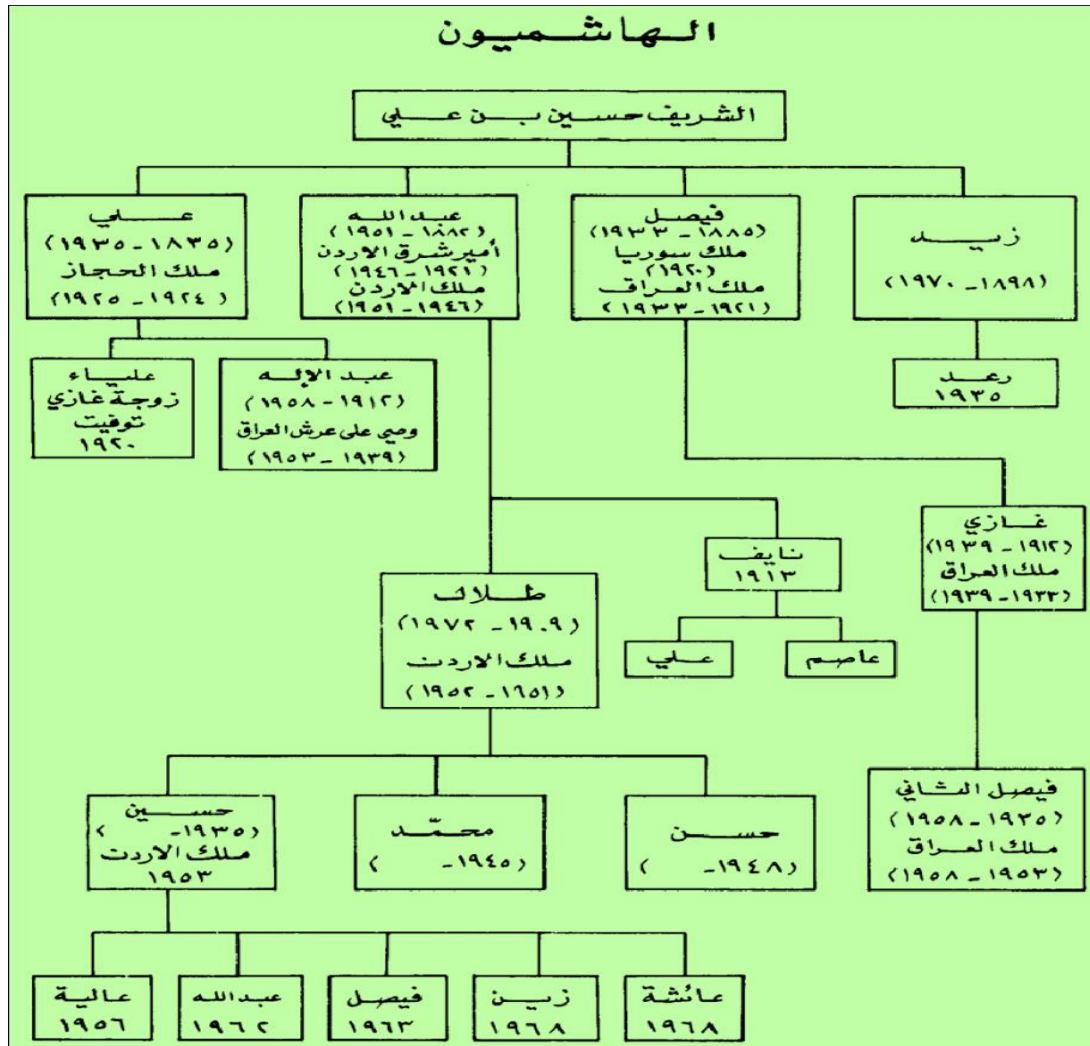 الهاشميون
الشريف حسين بن علي
زيد
(١٨٩٨ - ١٩٧٠)
فيصل
(١٨٨٥ - ١٩٣٣)
ملك سوريا
(١٩٢٠)
ملك العراق
(١٩٢١ - ١٩٣٣)
عبد الله
(١٨٨٢ - ١٩٥١)
أمير شرق الاردن
(١٩٢١ - ١٩٤٦)
ملك الاردن
(١٩٤٦ - ١٩٥١)
علي
(١٨٣٥ - ١٩٣٥)
ملك الحجاز
(١٩٢٤ - ١٩٢٥)
رعد
١٩٣٥
عبد الإله
(١٩١٢ - ١٩٥٨)
وصي على عرش العراق
(١٩٣٩ - ١٩٥٣)
علياء
زوجة غازي
توفيت
١٩٢٠
غازي
(١٩١٢ - ١٩٣٩)
ملك العراق
(١٩٣٣ - ١٩٣٩)
نايف
١٩١٣
طلال
(١٩٠٩ - ١٩٧٢)
ملك الاردن
(١٦٥١ - ١٩٥٢)
عاصم
علي
فيصل الثاني
(١٩٣٥ - ١٩٥٨)
ملك العراق
(١٩٥٣ - ١٩٥٨)
حسن
(١٩٤٨ - )
محمّد
(١٩٤٥ - )
حسين
(١٩٣٥ - )
ملك الاردن
١٩٥٣
عائشة
١٩٦٨
زين
١٩٦٨
فيصل
١٩٦٣
عبد الله
١٩٦٢
عالية
١٩٥٦